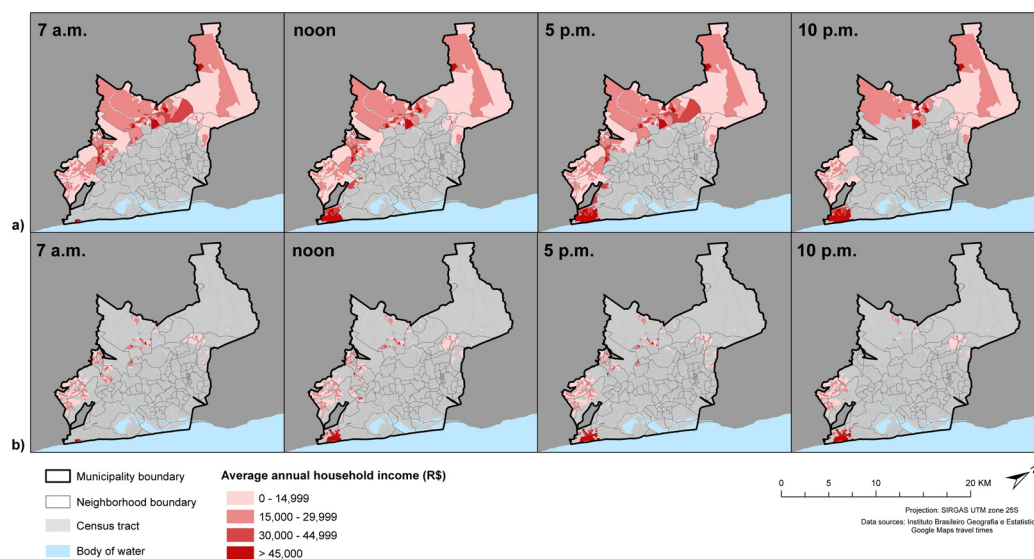 7 a.m.
noon
5 p.m.
10 p.m.
a)
7 a.m.
noon
5 p.m.
10 p.m.
b)
Municipality boundary
Neighborhood boundary
Census tract
Body of water
Average annual household income (R$)
0 - 14,999
15,000 - 29,999
30,000 - 44,999
> 45,000
0 5 10 20 KM
Projection: SIRGAS UTM zone 25S
Data sources: Instituto Brasileiro Geografia e Estatistic
Google Maps travel times